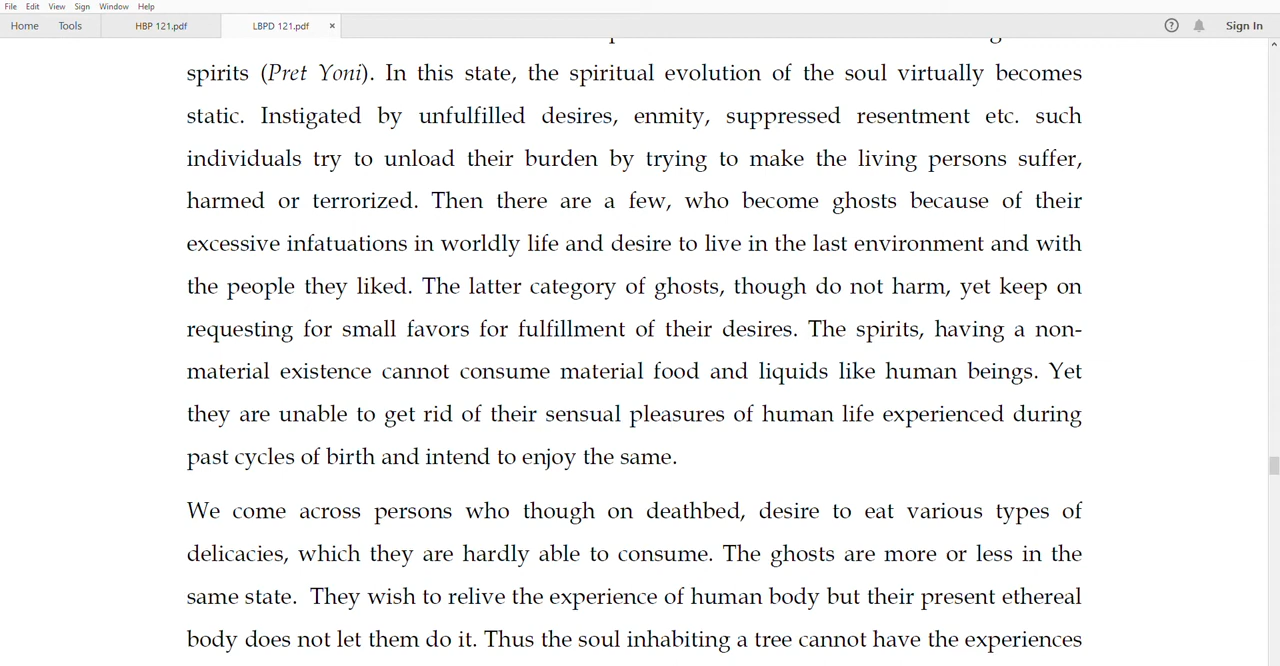 File Edit View Sign Window Help
Home Tools HBP 121.pdf LBPD 121.pdf × ? Sign In
spirits (Pret Yoni). In this state, the spiritual evolution of the soul virtually becomes
static. Instigated by unfulfilled desires, enmity, suppressed resentment etc. such
individuals try to unload their burden by trying to make the living persons suffer,
harmed or terrorized. Then there are a few, who become ghosts because of their
excessive infatuations in worldly life and desire to live in the last environment and with
the people they liked. The latter category of ghosts, though do not harm, yet keep on
requesting for small favors for fulfillment of their desires. The spirits, having a non-
material existence cannot consume material food and liquids like human beings. Yet
they are unable to get rid of their sensual pleasures of human life experienced during
past cycles of birth and intend to enjoy the same.
We come across persons who though on deathbed, desire to eat various types of
delicacies, which they are hardly able to consume. The ghosts are more or less in the
same state. They wish to relive the experience of human body but their present ethereal
body does not let them do it. Thus the soul inhabiting a tree cannot have the experiences